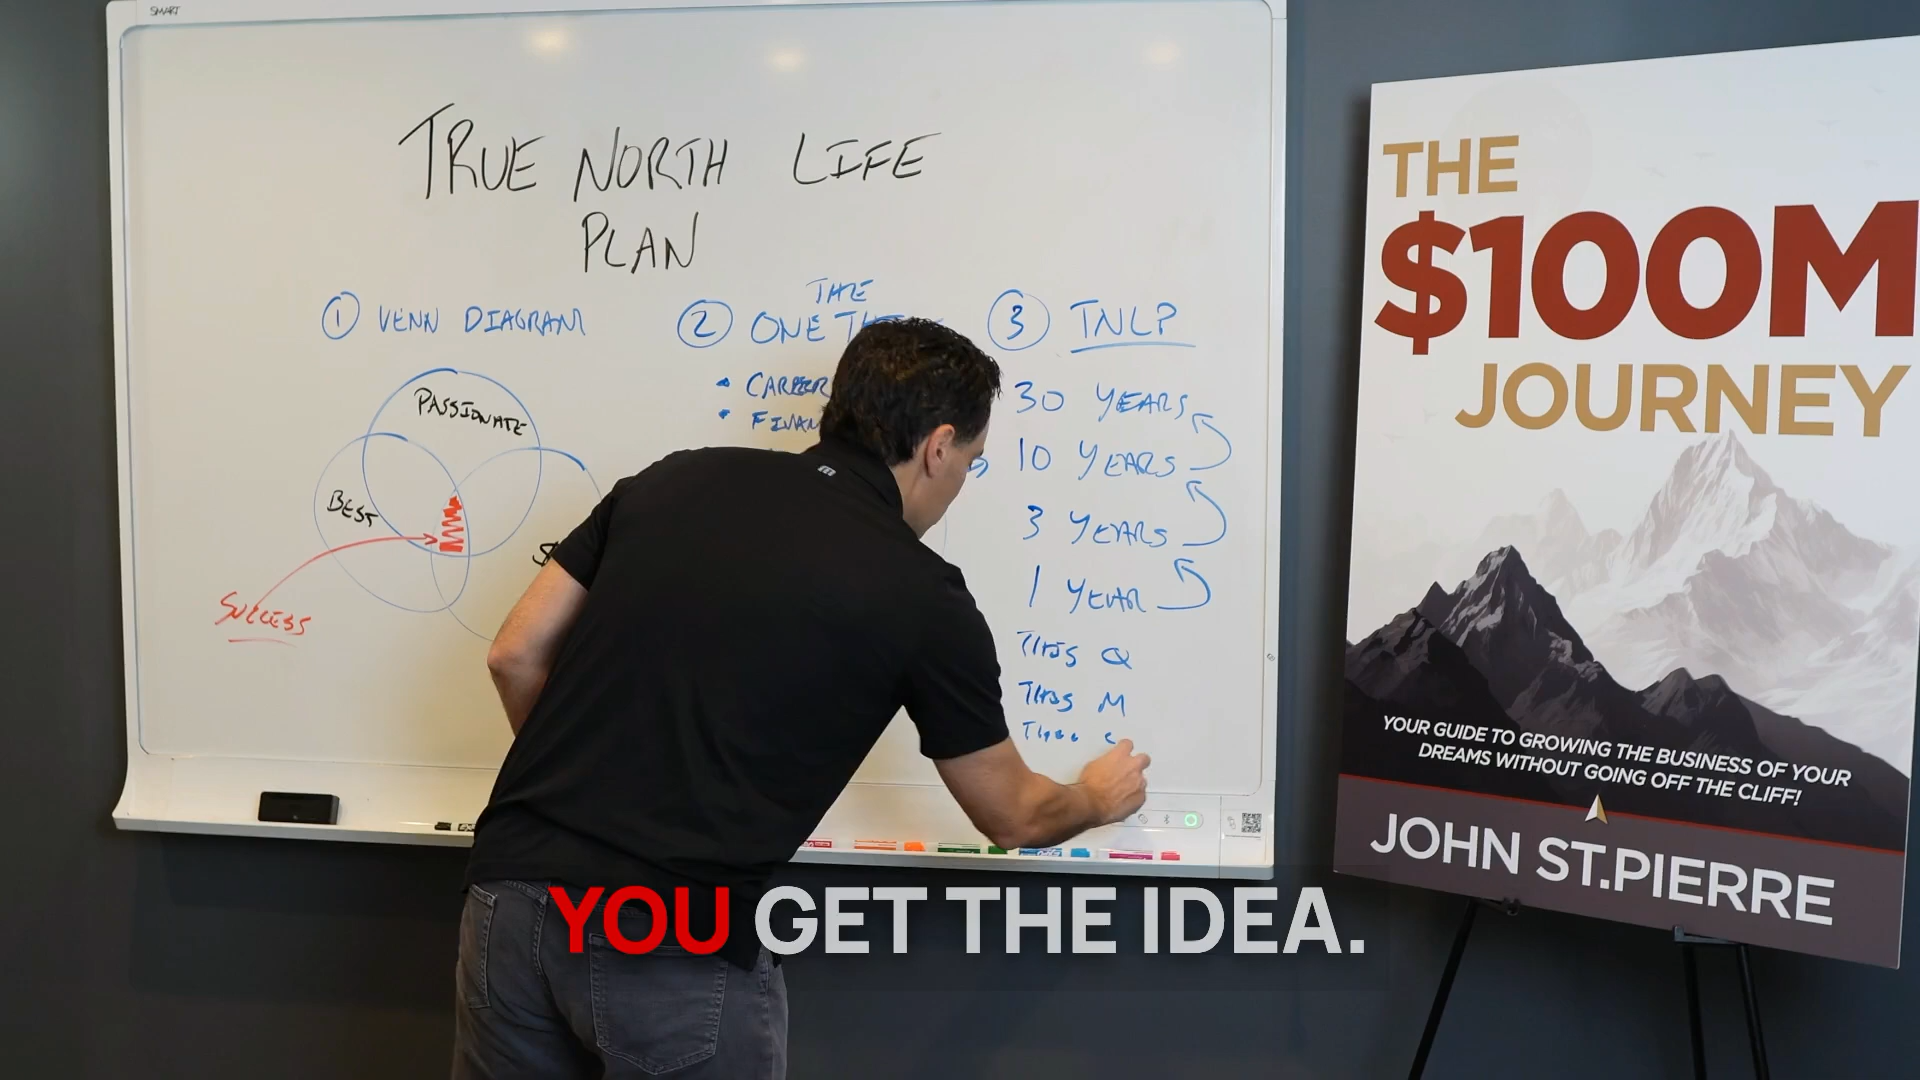 SMART
TRUE NORTH LIFE
PLAN
1 VENN DIAGRAM
PASSIONATE
BEST
SUCCESS
2 THE
ONE
CAREER
FINAN
3 TNLP
30 YEARS
10 YEARS
3 YEARS
1 YEAR
THIS Q
THIS M
THIS
THE
$100M
JOURNEY
YOUR GUIDE TO GROWING THE BUSINESS OF YOUR
DREAMS WITHOUT GOING OFF THE CLIFF!
JOHN ST.PIERRE
YOU GET THE IDEA.